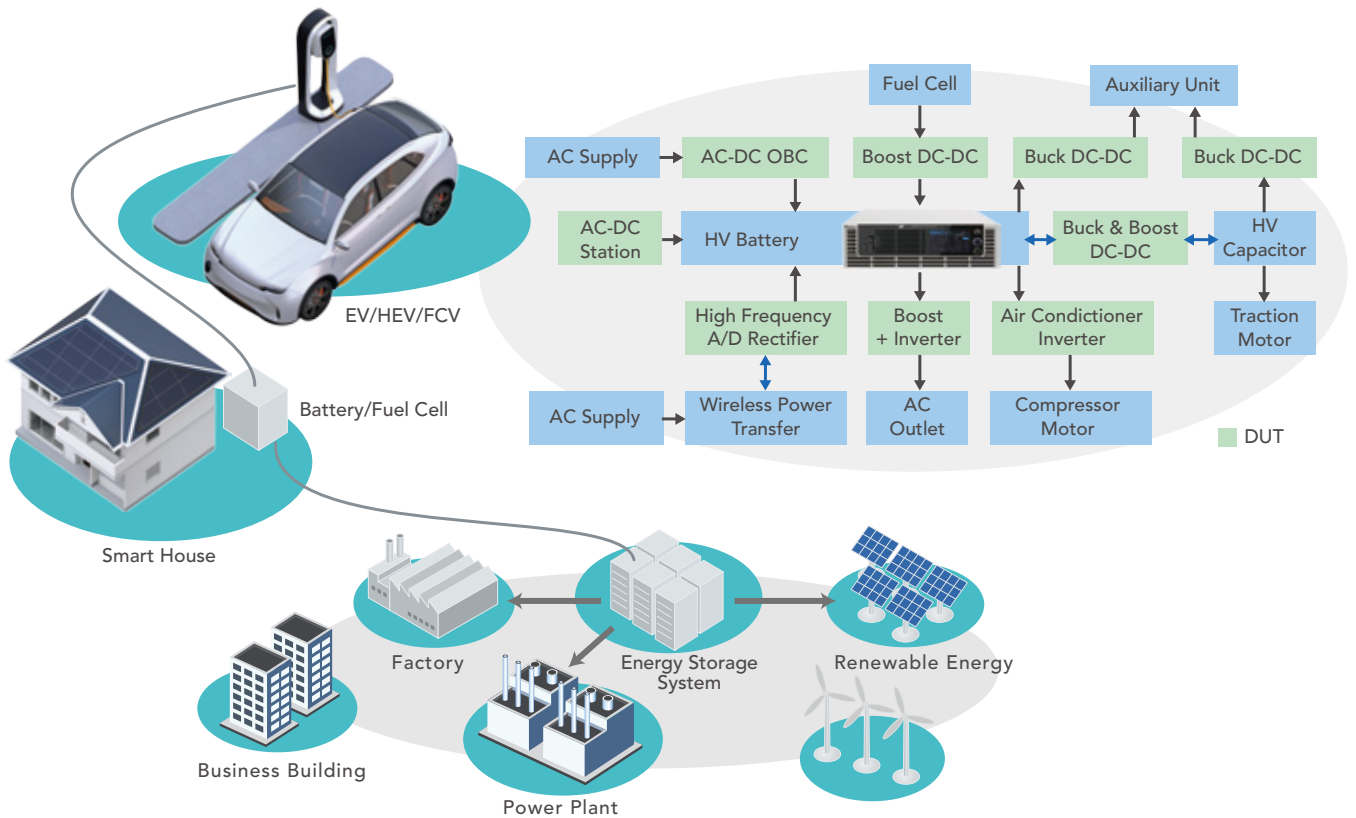 Fuel Cell
Auxiliary Unit
AC Supply
AC-DC OBC
Boost DC-DC
Buck DC-DC
Buck DC-DC
AC-DC
Station
HV Battery
Buck & Boost
DC-DC
HV
Capacitor
EV/HEV/FCV
High Frequency
A/D Rectifier
Boost
+ Inverter
Air Condictioner
Inverter
Traction
Motor
Battery/Fuel Cell
AC Supply
Wireless Power
Transfer
AC
Outlet
Compressor
Motor
DUT
Smart House
Factory
Energy Storage
System
Renewable Energy
Business Building
Power Plant